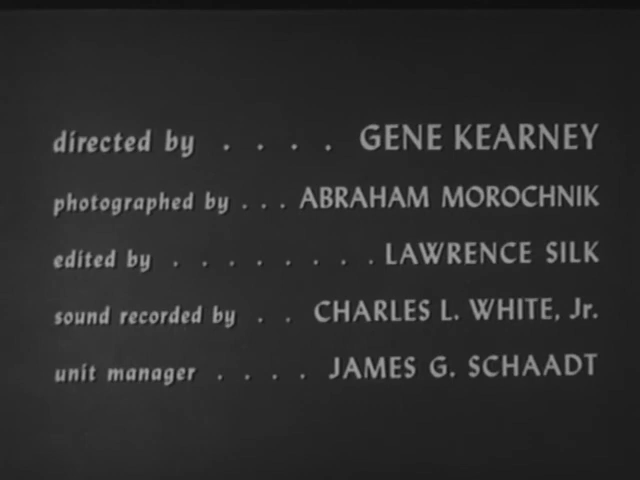 directed by . . . . GENE KEARNEY
photographed by . . . ABRAHAM MOROCHNIK
edited by . . . . . . . . LAWRENCE SILK
sound recorded by . . CHARLES L. WHITE, Jr.
unit manager . . . . JAMES G. SCHAADT